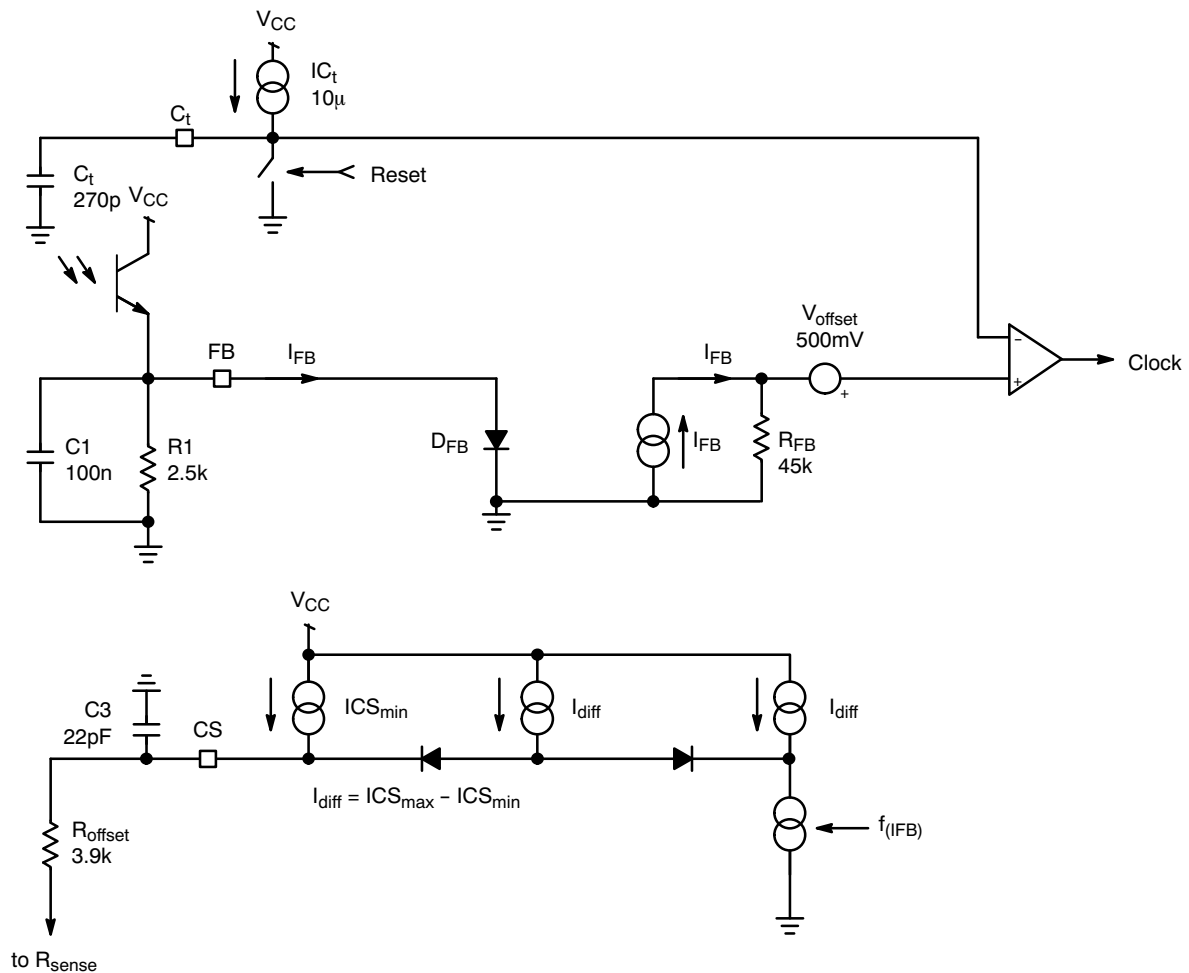 VCC
ICt
10μ
Ct
Ct
270p
VCC
Reset
Voffset
500mV
FB
IFB
IFB
−
+
+
Clock
C1
100n
R1
2.5k
DFB
IFB
RFB
45k
VCC
C3
22pF
CS
ICSmin
Idiff
Idiff
Idiff = ICSmax − ICSmin
Roffset
3.9k
f(IFB)
to Rsense